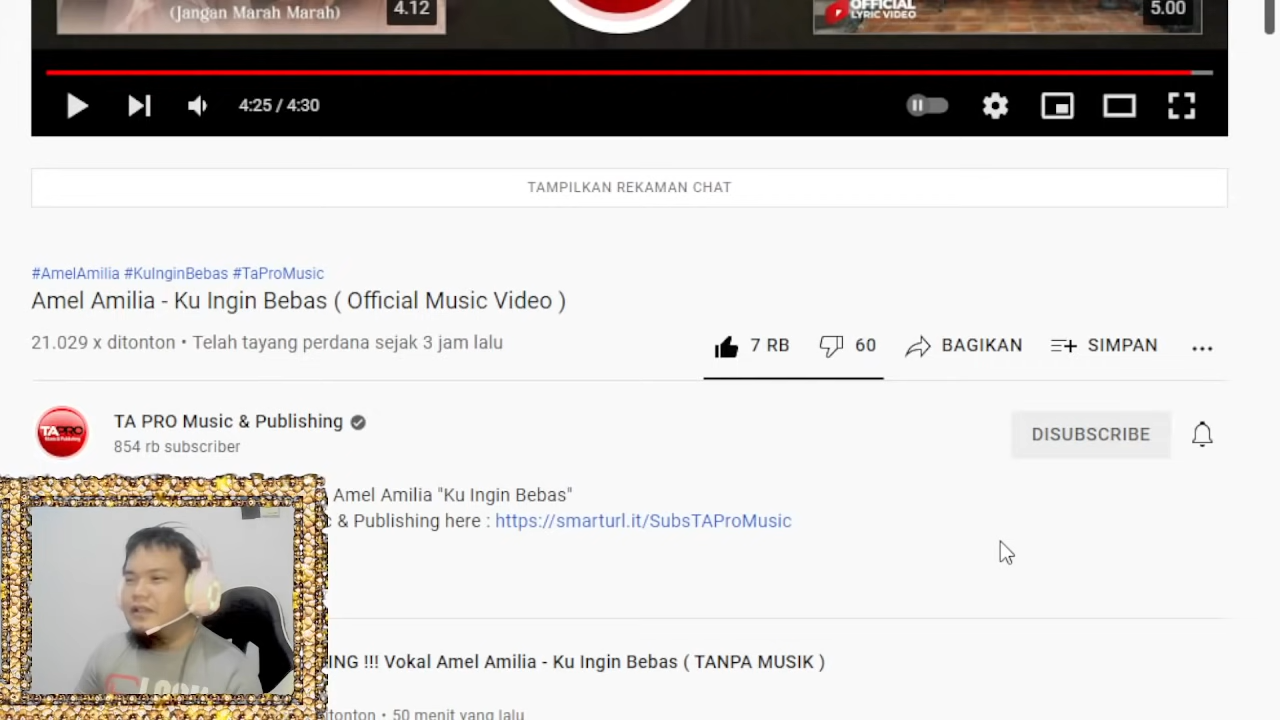 (Jangan Marah Marah)
4.12
OFFICIAL
LYRIC VIDEO
5.00
4:25 / 4:30
TAMPILKAN REKAMAN CHAT
#AmelAmilia #KuInginBebas #TaProMusic
Amel Amilia - Ku Ingin Bebas ( Official Music Video )
21.029 x ditonton • Telah tayang perdana sejak 3 jam lalu
7 RB
60
BAGIKAN
SIMPAN
TA PRO Music & Publishing
854 rb subscriber
DISUBSCRIBE
TAPRO
Music & Publishing
Amel Amilia "Ku Ingin Bebas"
& Publishing here : https://smarturl.it/SubsTAProMusic
ING !!! Vokal Amel Amilia - Ku Ingin Bebas ( TANPA MUSIK )
ditonton • 50 menit yang lalu